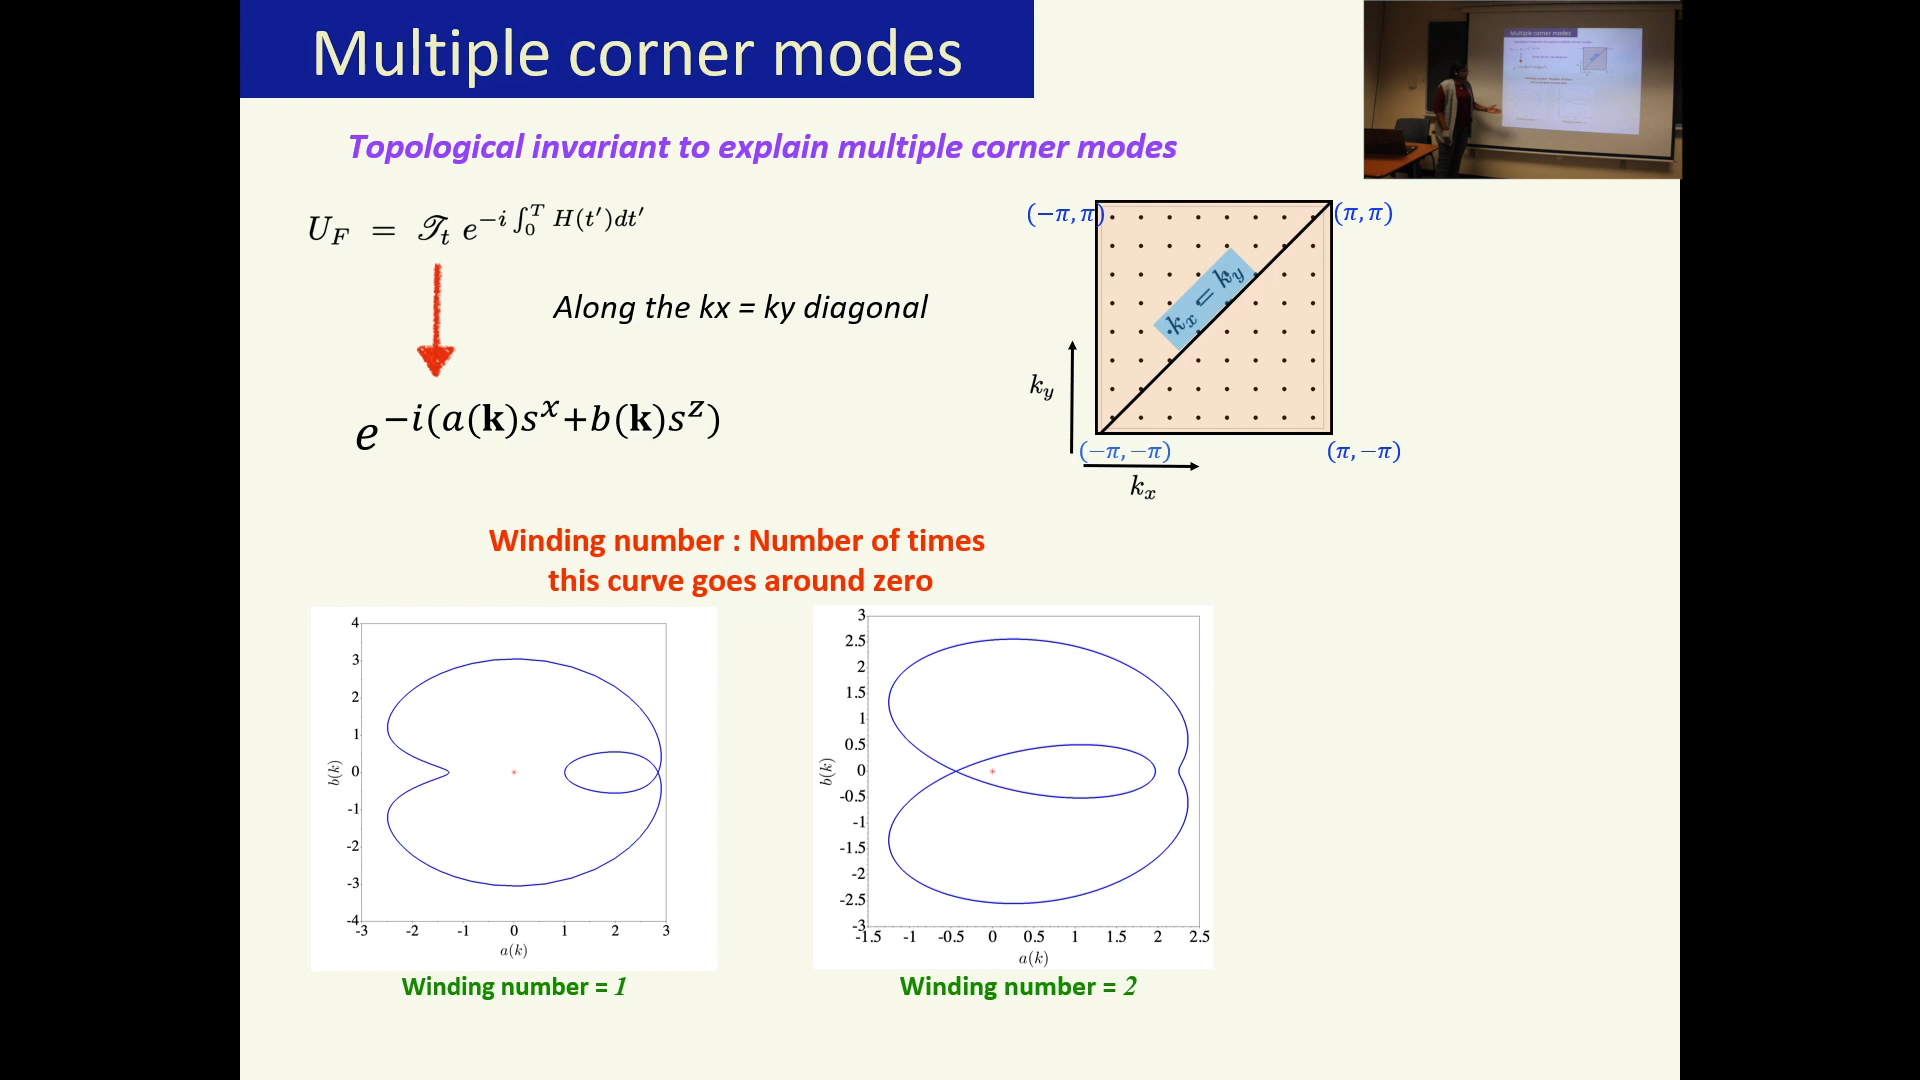 Multiple corner modes
Topological invariant to explain multiple corner modes
U_F = 𝒯_t e^{-i ∫_0^T H(t')dt'}
Along the kx = ky diagonal
e^{−i(a(𝐤)s^x+b(𝐤)s^z)}
(−π, π)
(π, π)
k_x = k_y
k_y
(−π, −π)
(π, −π)
k_x
Winding number : Number of times
this curve goes around zero
4
3
2
1
0
-1
-2
-3
-4
b(k)
-3 -2 -1 0 1 2 3
a(k)
Winding number = 1
3
2.5
2
1.5
1
0.5
0
-0.5
-1
-1.5
-2
-2.5
-3
b(k)
-1.5 -1 -0.5 0 0.5 1 1.5 2 2.5
a(k)
Winding number = 2
Multiple corner modes